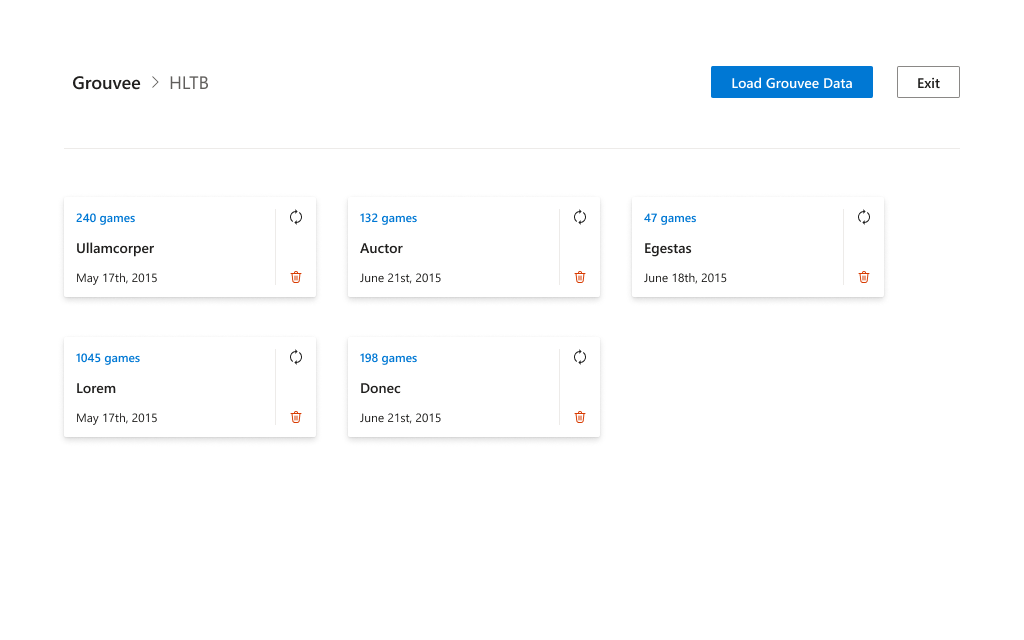 Grouvee > HLTB
Load Grouvee Data
Exit
240 games
Ullamcorper
May 17th, 2015
132 games
Auctor
June 21st, 2015
47 games
Egestas
June 18th, 2015
1045 games
Lorem
May 17th, 2015
198 games
Donec
June 21st, 2015